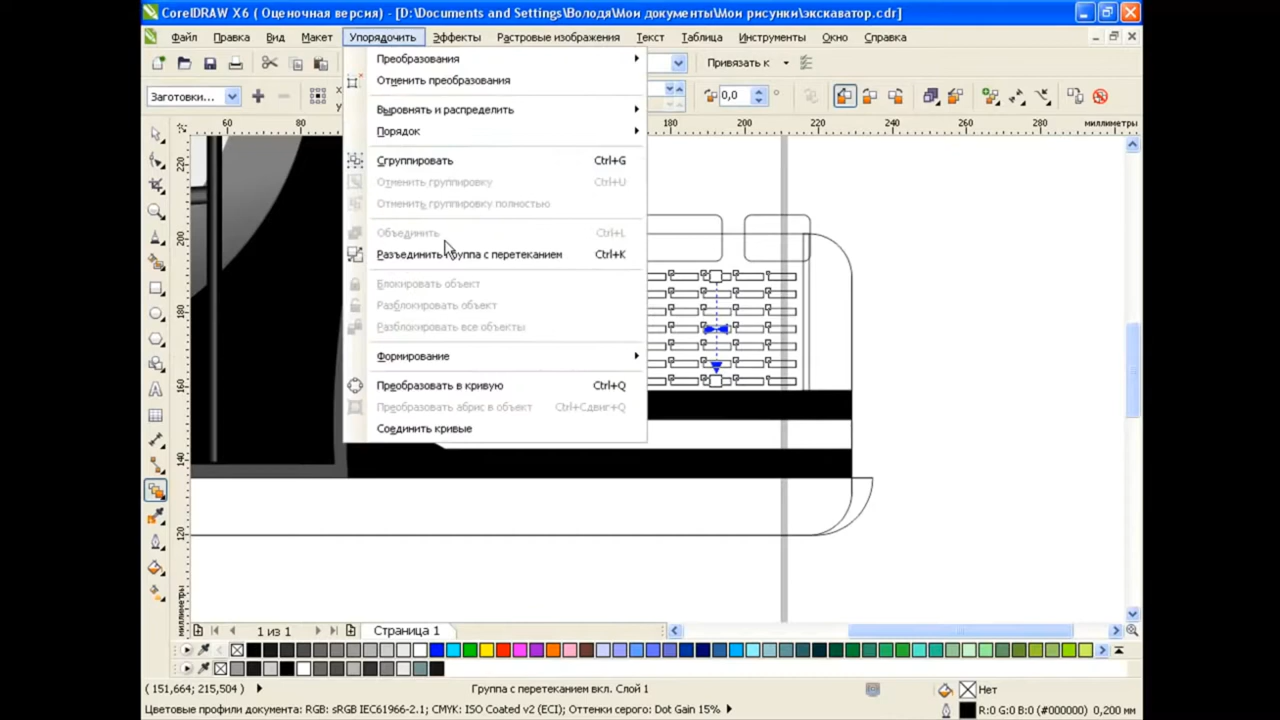 CorelDRAW X6 ( Оценочная версия) - [D:\Documents and Settings\Володя\Мои документы\Мои рисунки\экскаватор.cdr]
Файл Правка Вид Макет Упорядочить Эффекты Растровые изображения Текст Таблица Инструменты Окно Справка
Преобразования
Привязать к
Отменить преобразования
Заготовки...
0,0
°
Выровнять и распределить
60 80 180 200 220 240 260 280 миллиметры
Порядок
Сгруппировать Ctrl+G
Отменить группировку Ctrl+U
Отменить группировку полностью
Объединить Ctrl+L
Разъединить Группа с перетеканием Ctrl+K
Блокировать объект
Разблокировать объект
Разблокировать все объекты
Формирование
Преобразовать в кривую Ctrl+Q
Преобразовать абрис в объект Ctrl+Сдвиг+Q
Соединить кривые
220
200
180
160
140
120
миллиметры
1 из 1
Страница 1
( 151,664; 215,504 )
Группа с перетеканием вкл. Слой 1
Нет
Цветовые профили документа: RGB: sRGB IEC61966-2.1; CMYK: ISO Coated v2 (ECI); Оттенки серого: Dot Gain 15%
R:0 G:0 B:0 (#000000) 0,200 мм